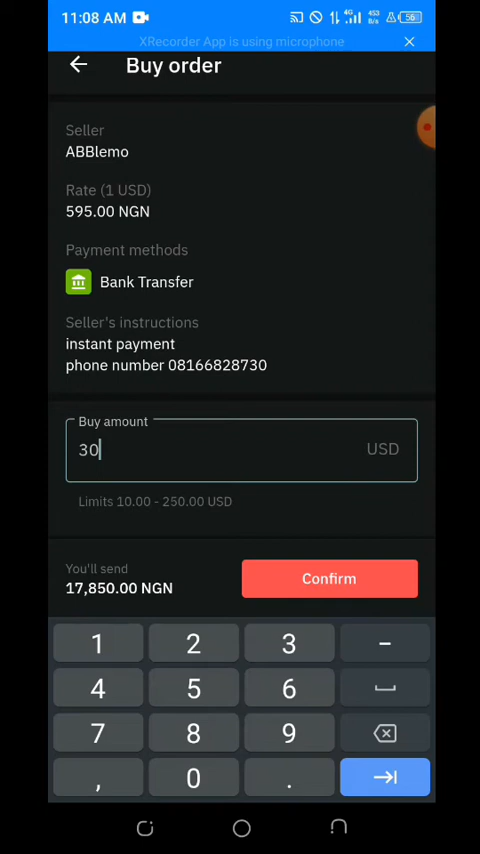 11:08 AM
4G
453
B/s
56
XRecorder App is using microphone
Buy order
Seller
ABBlemo
Rate (1 USD)
595.00 NGN
Payment methods
Bank Transfer
Seller's instructions
instant payment
phone number 08166828730
Buy amount
30
USD
Limits 10.00 - 250.00 USD
You'll send
17,850.00 NGN
Confirm
1 2 3 -
4 5 6
7 8 9
, 0 .